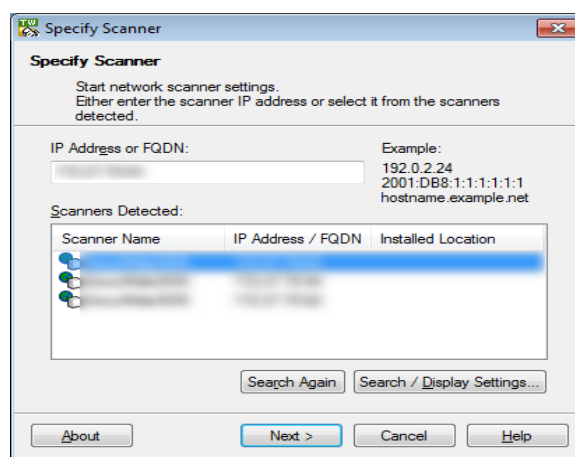 Specify Scanner
Specify Scanner
Start network scanner settings.
Either enter the scanner IP address or select it from the scanners
detected.
IP Address or FQDN:
Example:
192.0.2.24
2001:DB8:1:1:1:1:1:1
hostname.example.net
Scanners Detected:
Scanner Name IP Address / FQDN Installed Location
Search Again Search / Display Settings...
About Next > Cancel Help